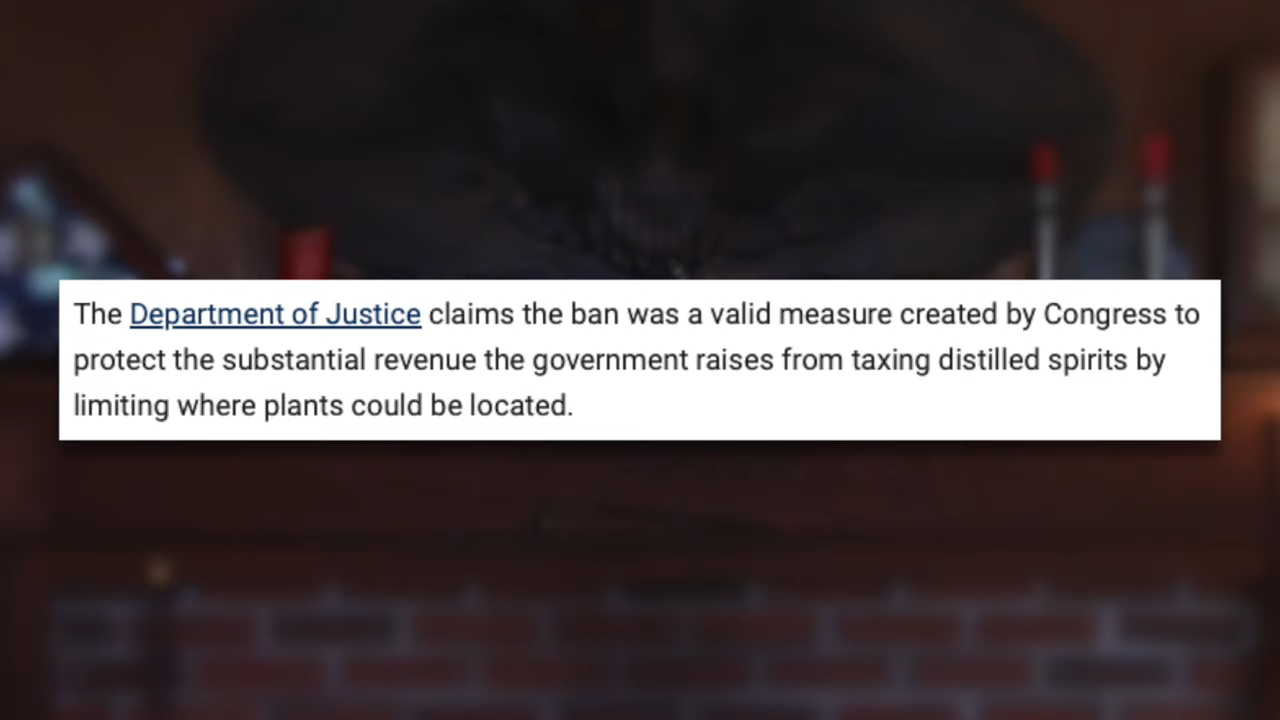 The Department of Justice claims the ban was a valid measure created by Congress to
protect the substantial revenue the government raises from taxing distilled spirits by
limiting where plants could be located.